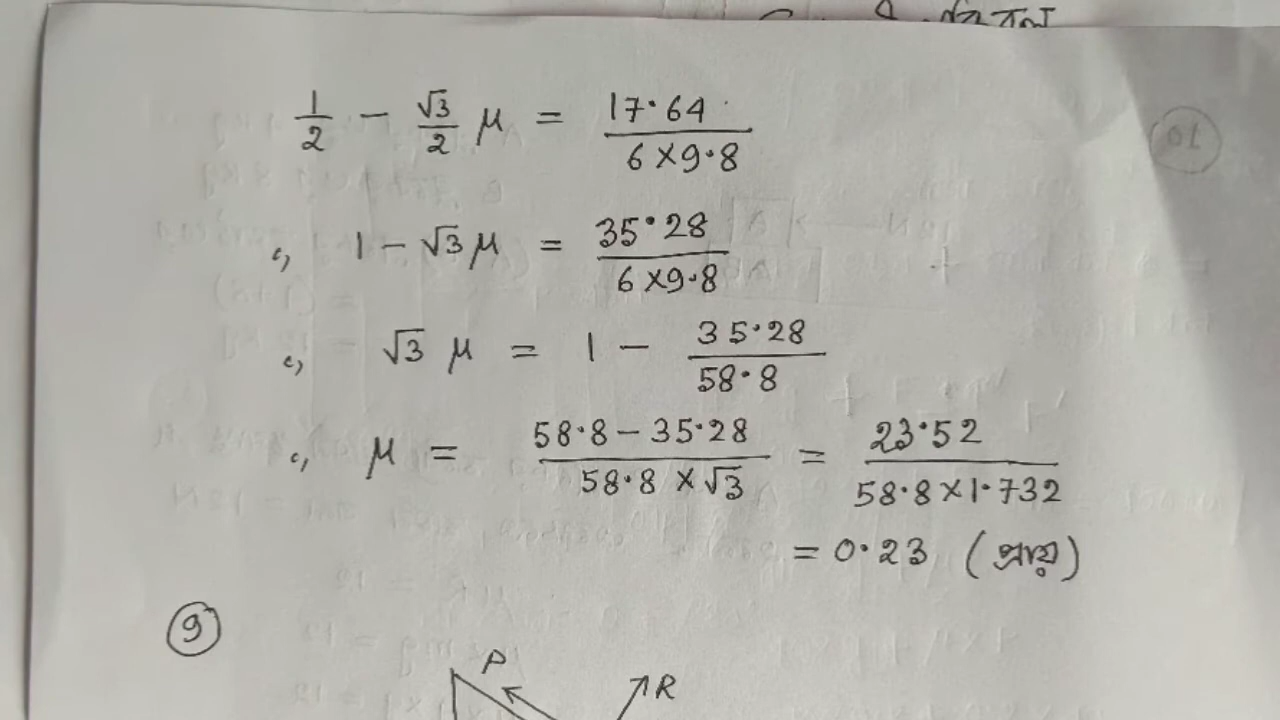 1/2 − √3/2 μ = 17·64 / 6×9·8
বা, 1 − √3 μ = 35·28 / 6×9·8
বা, √3 μ = 1 − 35·28 / 58·8
বা, μ = 58·8 − 35·28 / 58·8 × √3 = 23·52 / 58·8×1·732
= 0·23 (প্রায়)
9
P
R